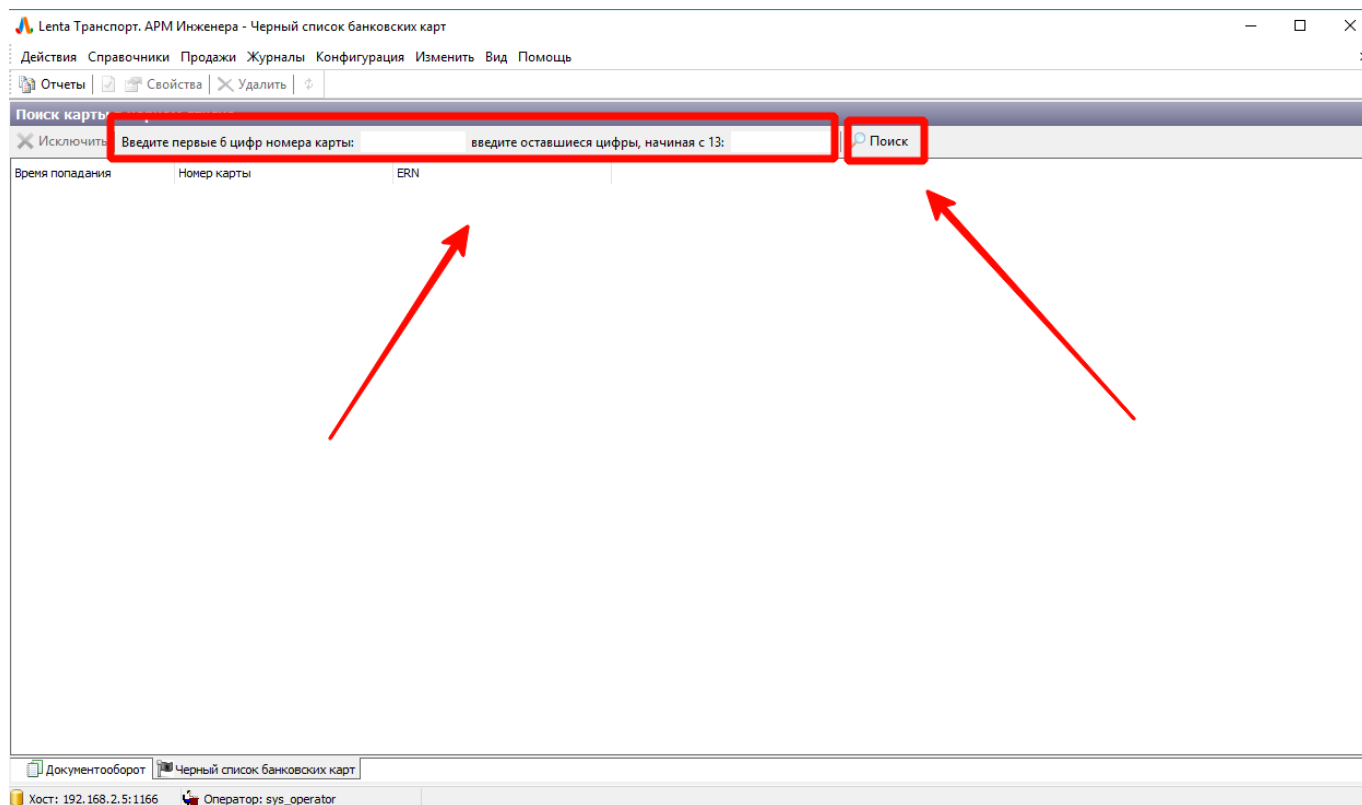 Lenta Транспорт. АРМ Инженера - Черный список банковских карт
Действия Справочники Продажи Журналы Конфигурация Изменить Вид Помощь
Отчеты Свойства Удалить
Поиск карты
Исключить Введите первые 6 цифр номера карты: введите оставшиеся цифры, начиная с 13: Поиск
Время попадания Номер карты ERN
Документооборот Черный список банковских карт
Хост: 192.168.2.5:1166 Оператор: sys_operator